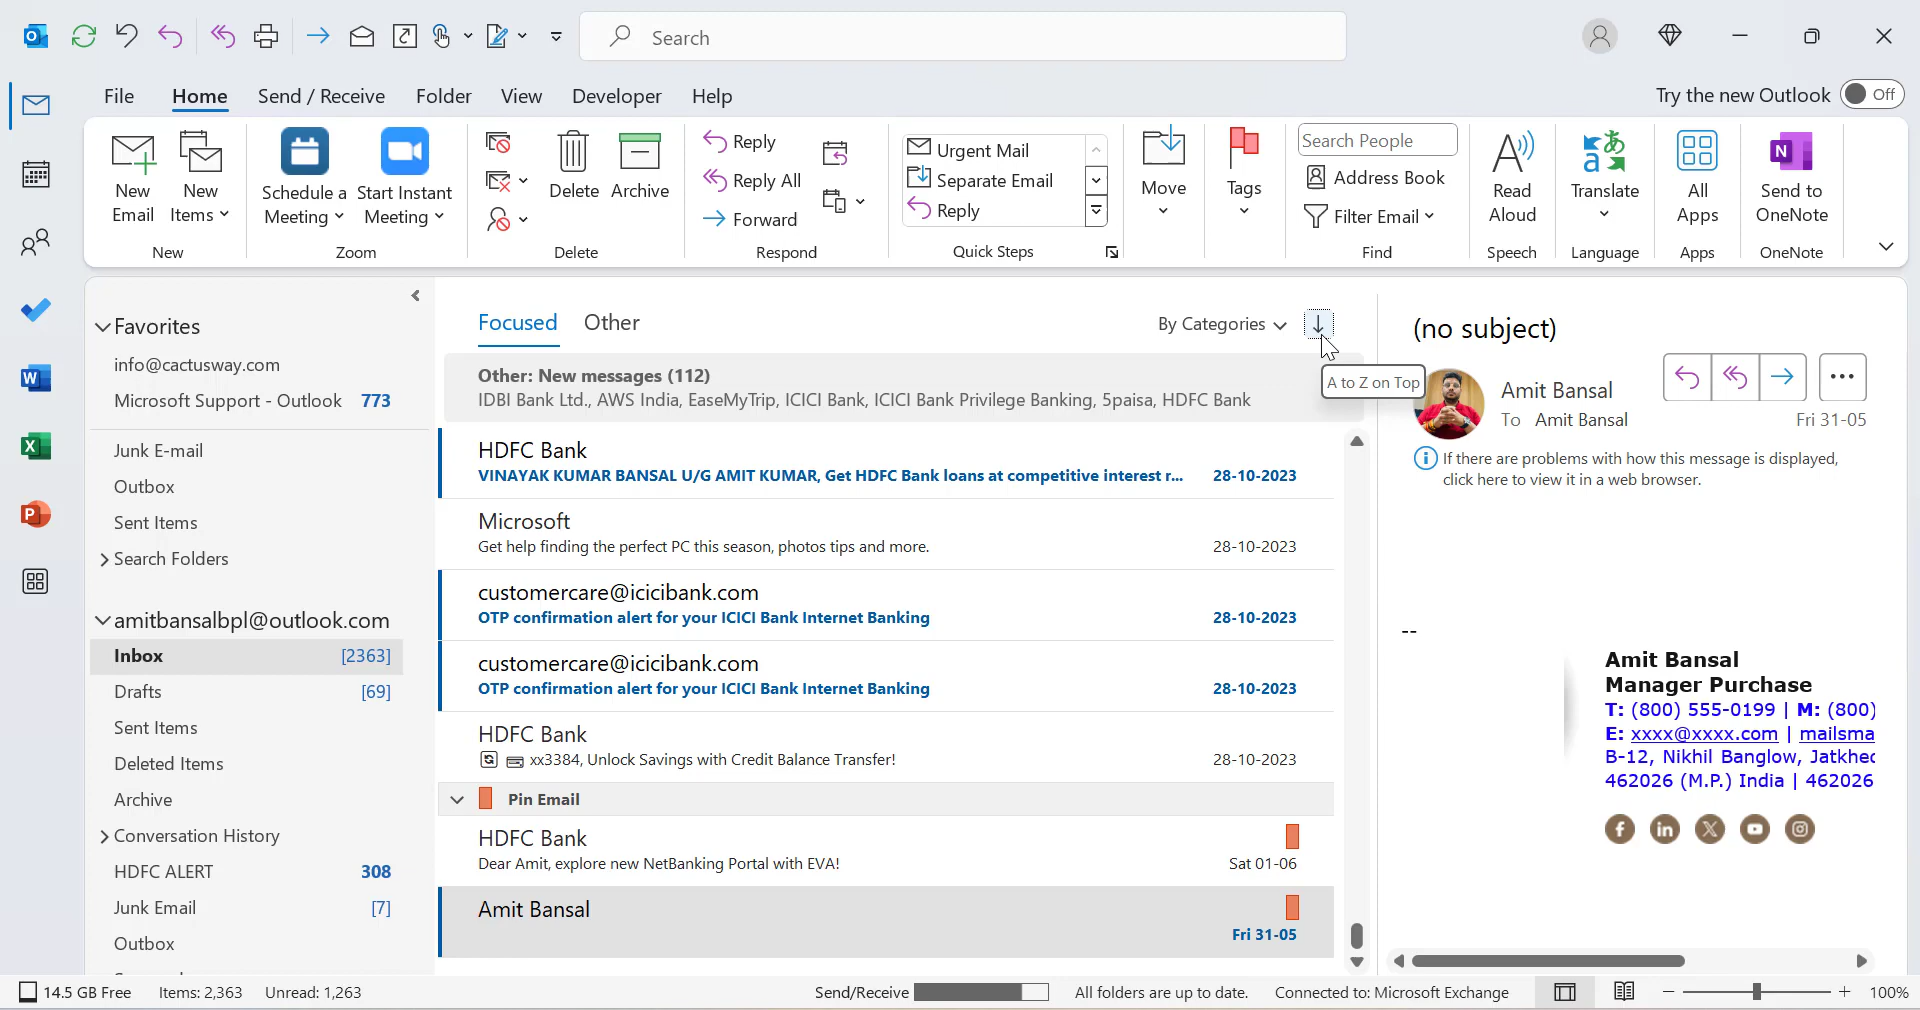 Search
File Home Send / Receive Folder View Developer Help
Try the new Outlook Off
New Email
New Items
New
Schedule a Meeting
Start Instant Meeting
Zoom
Delete
Archive
Delete
Reply
Reply All
Forward
Respond
Urgent Mail
Separate Email
Reply
Quick Steps
Move
Tags
Search People
Address Book
Filter Email
Find
Read Aloud
Speech
Translate
Language
All Apps
Apps
Send to OneNote
OneNote
Favorites
info@cactusway.com
Microsoft Support - Outlook 773
Junk E-mail
Outbox
Sent Items
Search Folders
amitbansalbpl@outlook.com
Inbox [2363]
Drafts [69]
Sent Items
Deleted Items
Archive
Conversation History
HDFC ALERT 308
Junk Email [7]
Outbox
Focused Other
By Categories
A to Z on Top
Other: New messages (112)
IDBI Bank Ltd., AWS India, EaseMyTrip, ICICI Bank, ICICI Bank Privilege Banking, 5paisa, HDFC Bank
HDFC Bank
VINAYAK KUMAR BANSAL U/G AMIT KUMAR, Get HDFC Bank loans at competitive interest r... 28-10-2023
Microsoft
Get help finding the perfect PC this season, photos tips and more. 28-10-2023
customercare@icicibank.com
OTP confirmation alert for your ICICI Bank Internet Banking 28-10-2023
customercare@icicibank.com
OTP confirmation alert for your ICICI Bank Internet Banking 28-10-2023
HDFC Bank
xx3384, Unlock Savings with Credit Balance Transfer! 28-10-2023
Pin Email
HDFC Bank
Dear Amit, explore new NetBanking Portal with EVA! Sat 01-06
Amit Bansal
Fri 31-05
(no subject)
Amit Bansal
To Amit Bansal Fri 31-05
If there are problems with how this message is displayed,
click here to view it in a web browser.
--
Amit Bansal
Manager Purchase
T: (800) 555-0199 | M: (800)
E: xxxx@xxxx.com | mailsma
B-12, Nikhil Banglow, Jatkhec
462026 (M.P.) India | 462026
14.5 GB Free Items: 2,363 Unread: 1,263 Send/Receive All folders are up to date. Connected to: Microsoft Exchange 100%